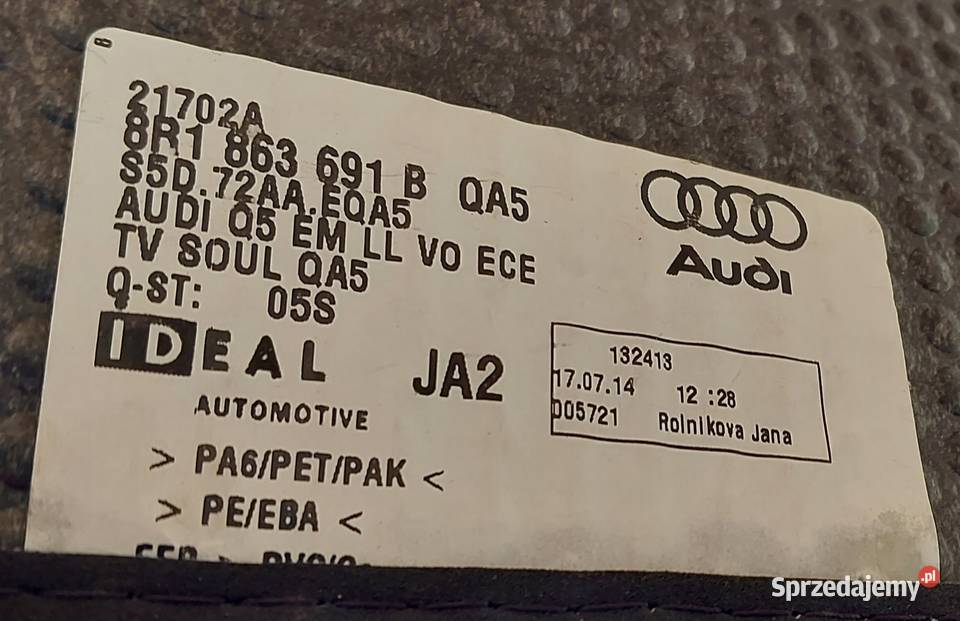 21702A
8R1 863 691 B QA5
S5D.72AA.EQA5
AUDI Q5 EM LL VO ECE
TV SOUL QA5
Q-ST: 05S
IDEAL
AUTOMOTIVE
JA2
Audi
132413
17.07.14 12:28
D05721 Rolnikova Jana
> PA6/PET/PAK <
> PE/EBA <
Sprzedajemy.pl